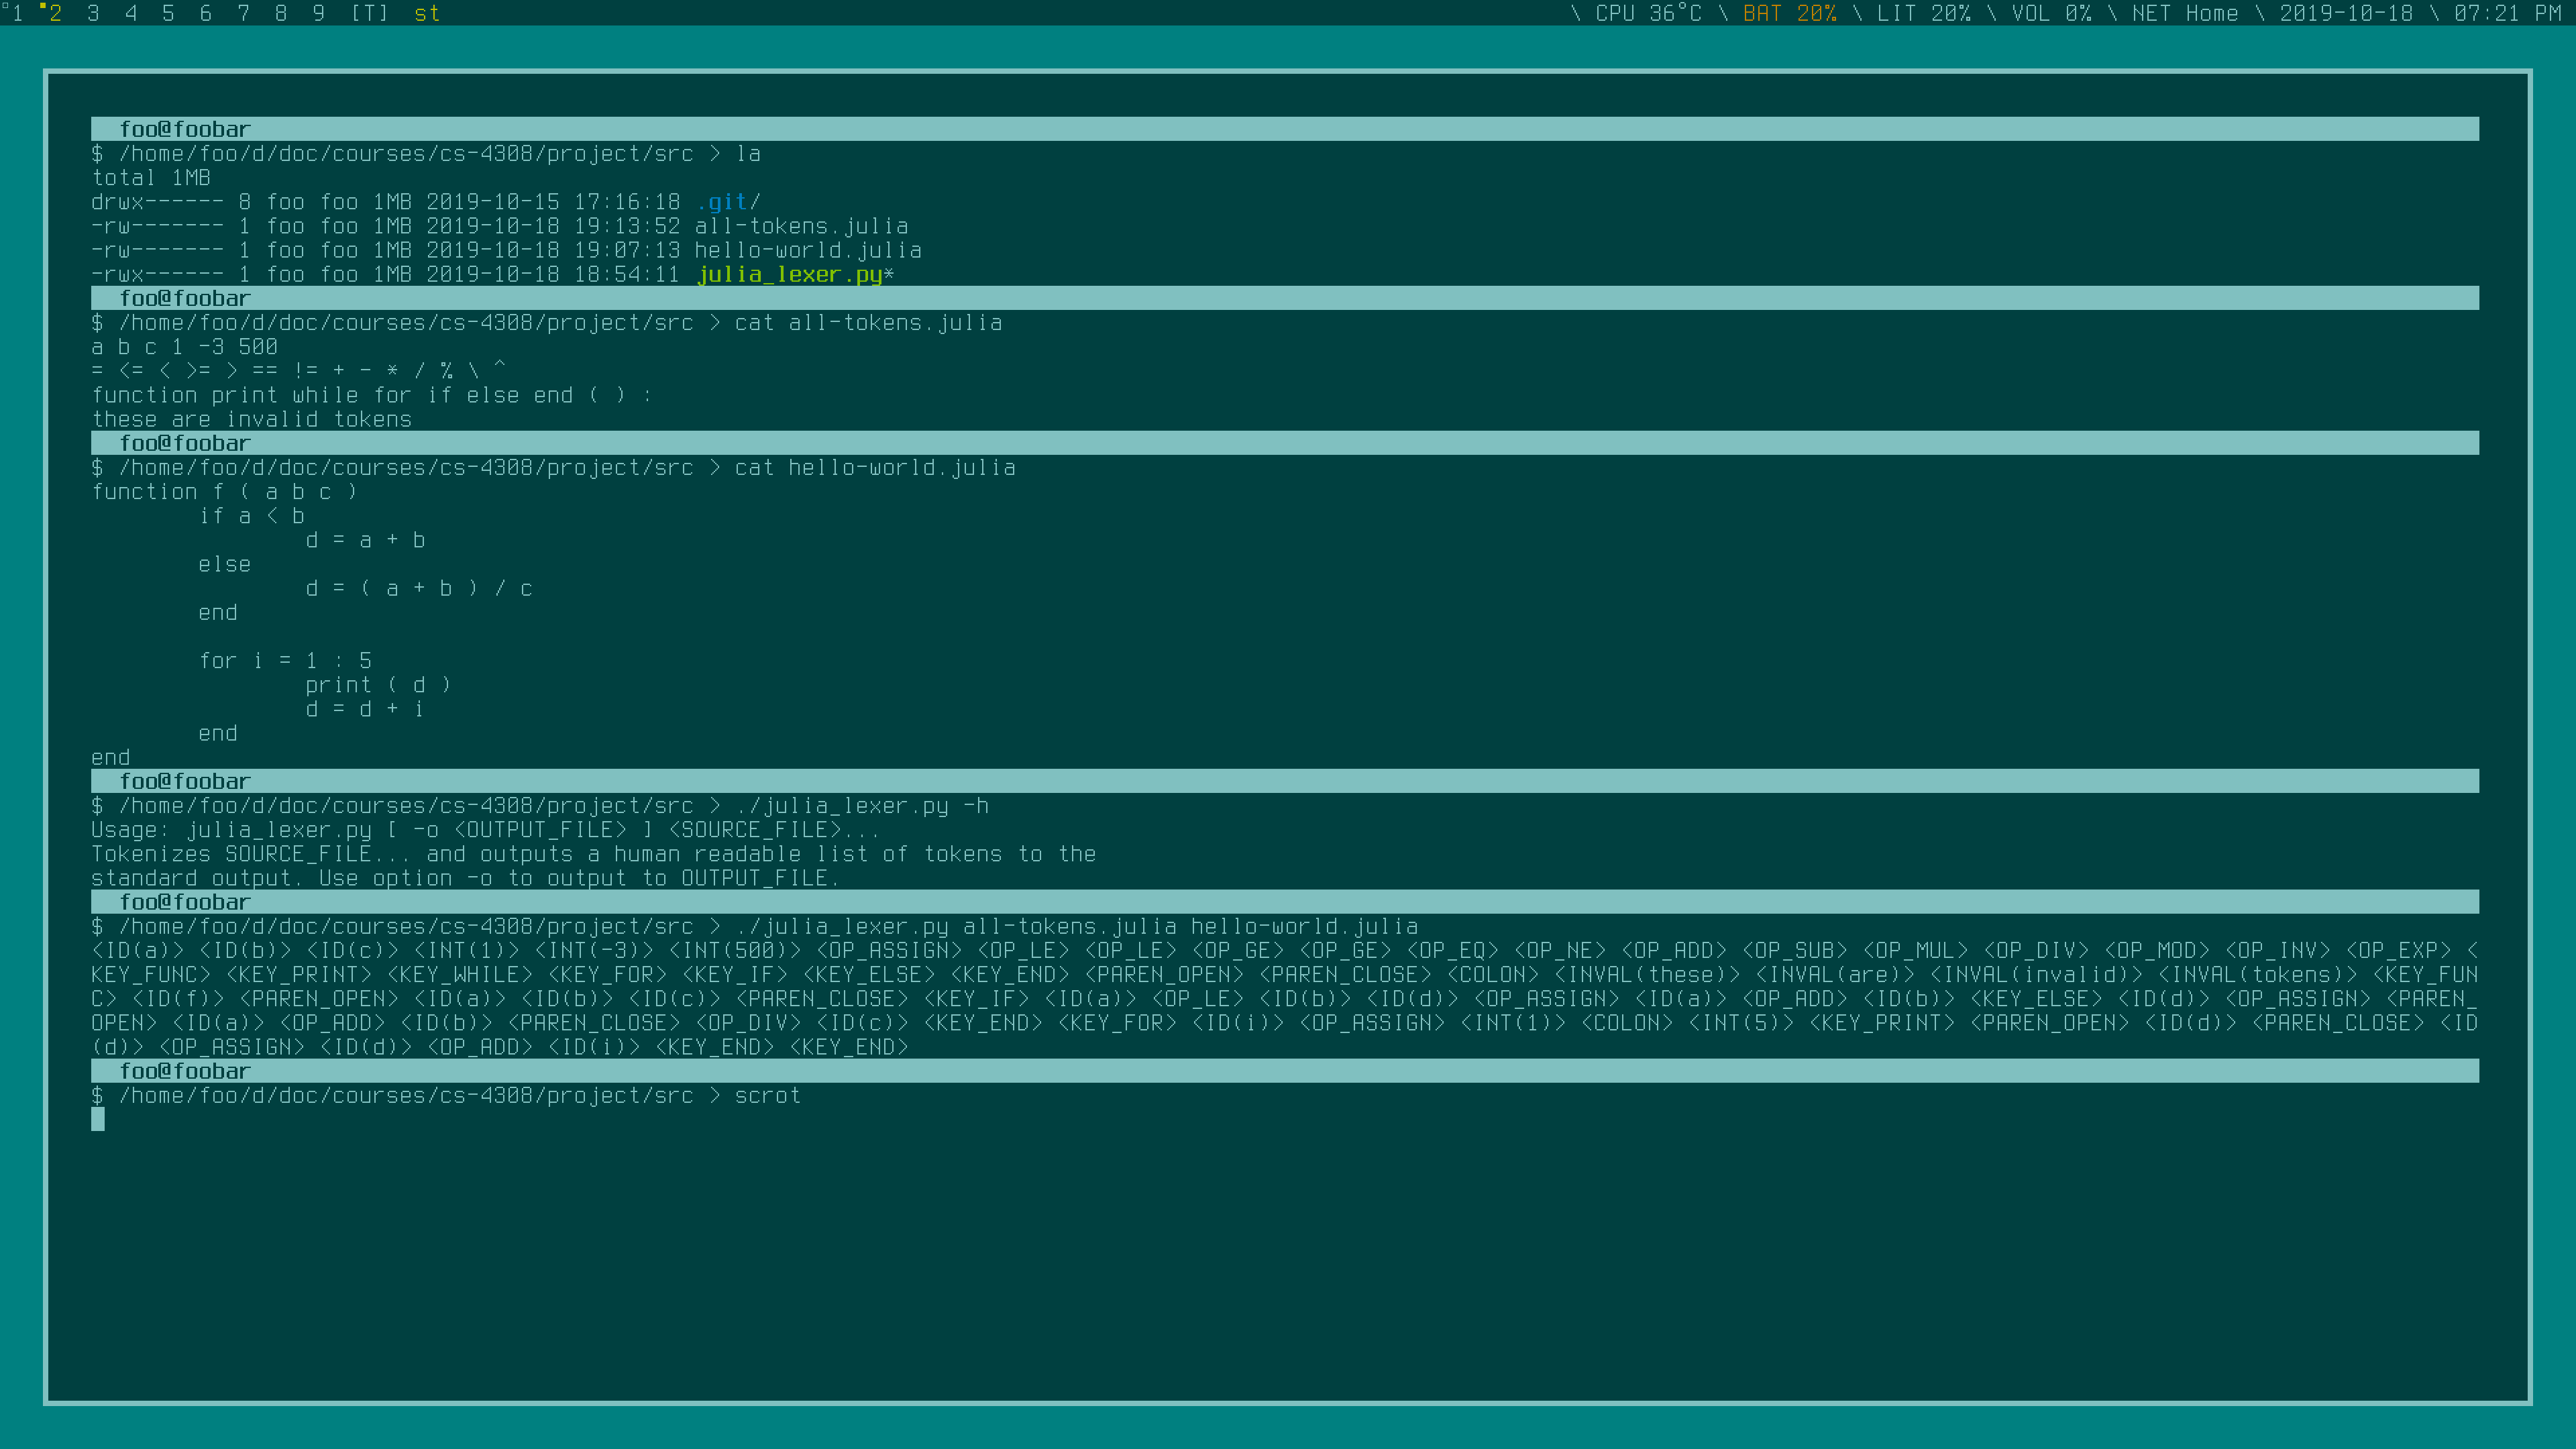 1 2 3 4 5 6 7 8 9 [T] st \ CPU 36°C \ BAT 20% \ LIT 20% \ VOL 0% \ NET Home \ 2019-10-18 \ 07:21 PM
foo@foobar
$ /home/foo/d/doc/courses/cs-4308/project/src > la
total 1MB
drwx------ 8 foo foo 1MB 2019-10-15 17:16:18 .git/
-rw------- 1 foo foo 1MB 2019-10-18 19:13:52 all-tokens.julia
-rw------- 1 foo foo 1MB 2019-10-18 19:07:13 hello-world.julia
-rwx------ 1 foo foo 1MB 2019-10-18 18:54:11 julia_lexer.py*
foo@foobar
$ /home/foo/d/doc/courses/cs-4308/project/src > cat all-tokens.julia
a b c 1 -3 500
= <= < >= > == != + - * / % \ ^
function print while for if else end ( ) :
these are invalid tokens
foo@foobar
$ /home/foo/d/doc/courses/cs-4308/project/src > cat hello-world.julia
function f ( a b c )
if a < b
d = a + b
else
d = ( a + b ) / c
end
for i = 1 : 5
print ( d )
d = d + i
end
end
foo@foobar
$ /home/foo/d/doc/courses/cs-4308/project/src > ./julia_lexer.py -h
Usage: julia_lexer.py [ -o <OUTPUT_FILE> ] <SOURCE_FILE>...
Tokenizes SOURCE_FILE... and outputs a human readable list of tokens to the
standard output. Use option -o to output to OUTPUT_FILE.
foo@foobar
$ /home/foo/d/doc/courses/cs-4308/project/src > ./julia_lexer.py all-tokens.julia hello-world.julia
<ID(a)> <ID(b)> <ID(c)> <INT(1)> <INT(-3)> <INT(500)> <OP_ASSIGN> <OP_LE> <OP_LE> <OP_GE> <OP_GE> <OP_EQ> <OP_NE> <OP_ADD> <OP_SUB> <OP_MUL> <OP_DIV> <OP_MOD> <OP_INV> <OP_EXP> <
KEY_FUNC> <KEY_PRINT> <KEY_WHILE> <KEY_FOR> <KEY_IF> <KEY_ELSE> <KEY_END> <PAREN_OPEN> <PAREN_CLOSE> <COLON> <INVAL(these)> <INVAL(are)> <INVAL(invalid)> <INVAL(tokens)> <KEY_FUN
C> <ID(f)> <PAREN_OPEN> <ID(a)> <ID(b)> <ID(c)> <PAREN_CLOSE> <KEY_IF> <ID(a)> <OP_LE> <ID(b)> <ID(d)> <OP_ASSIGN> <ID(a)> <OP_ADD> <ID(b)> <KEY_ELSE> <ID(d)> <OP_ASSIGN> <PAREN_
OPEN> <ID(a)> <OP_ADD> <ID(b)> <PAREN_CLOSE> <OP_DIV> <ID(c)> <KEY_END> <KEY_FOR> <ID(i)> <OP_ASSIGN> <INT(1)> <COLON> <INT(5)> <KEY_PRINT> <PAREN_OPEN> <ID(d)> <PAREN_CLOSE> <ID
(d)> <OP_ASSIGN> <ID(d)> <OP_ADD> <ID(i)> <KEY_END> <KEY_END>
foo@foobar
$ /home/foo/d/doc/courses/cs-4308/project/src > scrot